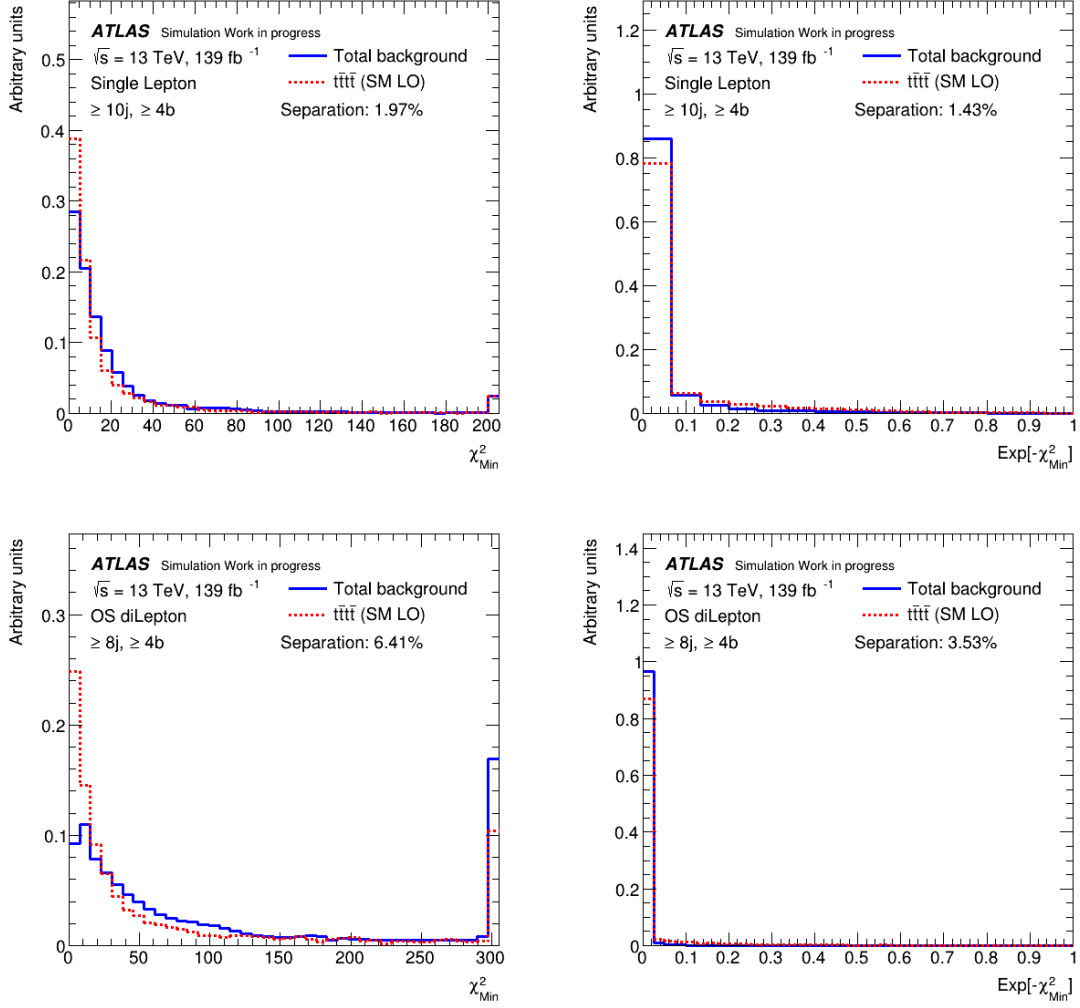 Arbitrary units
ATLAS Simulation Work in progress
√s = 13 TeV, 139 fb⁻¹
Single Lepton
≥ 10j, ≥ 4b
Total background
tt̄tt̄ (SM LO)
Separation: 1.97%
0.5
0.4
0.3
0.2
0.1
0
0 20 40 60 80 100 120 140 160 180 200
χ²Min
Arbitrary units
ATLAS Simulation Work in progress
√s = 13 TeV, 139 fb⁻¹
Single Lepton
≥ 10j, ≥ 4b
Total background
tt̄tt̄ (SM LO)
Separation: 1.43%
1.2
1
0.8
0.6
0.4
0.2
0
0 0.1 0.2 0.3 0.4 0.5 0.6 0.7 0.8 0.9 1
Exp[-χ²Min]
Arbitrary units
ATLAS Simulation Work in progress
√s = 13 TeV, 139 fb⁻¹
OS diLepton
≥ 8j, ≥ 4b
Total background
tt̄tt̄ (SM LO)
Separation: 6.41%
0.3
0.2
0.1
0
0 50 100 150 200 250 300
χ²Min
Arbitrary units
ATLAS Simulation Work in progress
√s = 13 TeV, 139 fb⁻¹
OS diLepton
≥ 8j, ≥ 4b
Total background
tt̄tt̄ (SM LO)
Separation: 3.53%
1.4
1.2
1
0.8
0.6
0.4
0.2
0
0 0.1 0.2 0.3 0.4 0.5 0.6 0.7 0.8 0.9 1
Exp[-χ²Min]